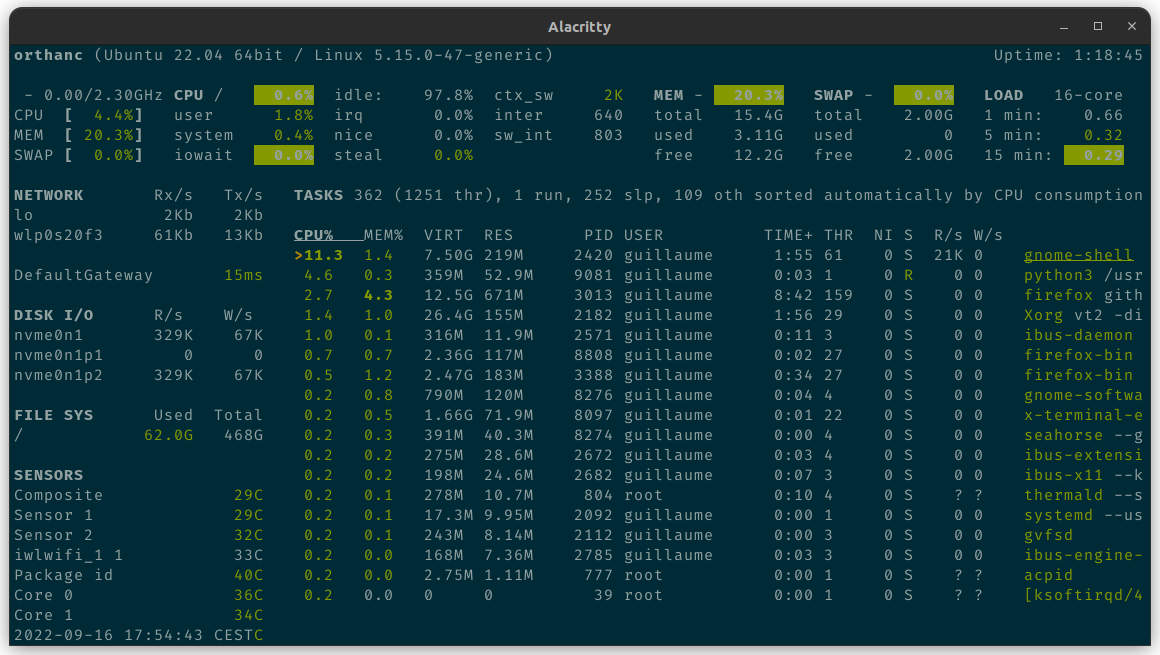 Alacritty
orthanc (Ubuntu 22.04 64bit / Linux 5.15.0-47-generic) Uptime: 1:18:45
- 0.00/2.30GHz CPU / 0.6% idle: 97.8% ctx_sw 2K MEM - 20.3% SWAP - 0.0% LOAD 16-core
CPU [ 4.4%] user 1.8% irq 0.0% inter 640 total 15.4G total 2.00G 1 min: 0.66
MEM [ 20.3%] system 0.4% nice 0.0% sw_int 803 used 3.11G used 0 5 min: 0.32
SWAP [ 0.0%] iowait 0.0% steal 0.0% free 12.2G free 2.00G 15 min: 0.29
NETWORK Rx/s Tx/s TASKS 362 (1251 thr), 1 run, 252 slp, 109 oth sorted automatically by CPU consumption
lo 2Kb 2Kb
wlp0s20f3 61Kb 13Kb CPU% MEM% VIRT RES PID USER TIME+ THR NI S R/s W/s
>11.3 1.4 7.50G 219M 2420 guillaume 1:55 61 0 S 21K 0 gnome-shell
DefaultGateway 15ms 4.6 0.3 359M 52.9M 9081 guillaume 0:03 1 0 R 0 0 python3 /usr
2.7 4.3 12.5G 671M 3013 guillaume 8:42 159 0 S 0 0 firefox gith
DISK I/O R/s W/s 1.4 1.0 26.4G 155M 2182 guillaume 1:56 29 0 S 0 0 Xorg vt2 -di
nvme0n1 329K 67K 1.0 0.1 316M 11.9M 2571 guillaume 0:11 3 0 S 0 0 ibus-daemon
nvme0n1p1 0 0 0.7 0.7 2.36G 117M 8808 guillaume 0:02 27 0 S 0 0 firefox-bin
nvme0n1p2 329K 67K 0.5 1.2 2.47G 183M 3388 guillaume 0:34 27 0 S 0 0 firefox-bin
0.2 0.8 790M 120M 8276 guillaume 0:04 4 0 S 0 0 gnome-softwa
FILE SYS Used Total 0.2 0.5 1.66G 71.9M 8097 guillaume 0:01 22 0 S 0 0 x-terminal-e
/ 62.0G 468G 0.2 0.3 391M 40.3M 8274 guillaume 0:00 4 0 S 0 0 seahorse --g
0.2 0.2 275M 28.6M 2672 guillaume 0:03 4 0 S 0 0 ibus-extensi
SENSORS 0.2 0.2 198M 24.6M 2682 guillaume 0:07 3 0 S 0 0 ibus-x11 --k
Composite 29C 0.2 0.1 278M 10.7M 804 root 0:10 4 0 S ? ? thermald --s
Sensor 1 29C 0.2 0.1 17.3M 9.95M 2092 guillaume 0:00 1 0 S 0 0 systemd --us
Sensor 2 32C 0.2 0.1 243M 8.14M 2112 guillaume 0:00 3 0 S 0 0 gvfsd
iwlwifi_1 1 33C 0.2 0.0 168M 7.36M 2785 guillaume 0:03 3 0 S 0 0 ibus-engine-
Package id 40C 0.2 0.0 2.75M 1.11M 777 root 0:00 1 0 S ? ? acpid
Core 0 36C 0.2 0.0 0 0 39 root 0:00 1 0 S ? ? [ksoftirqd/4
Core 1 34C
2022-09-16 17:54:43 CESTC